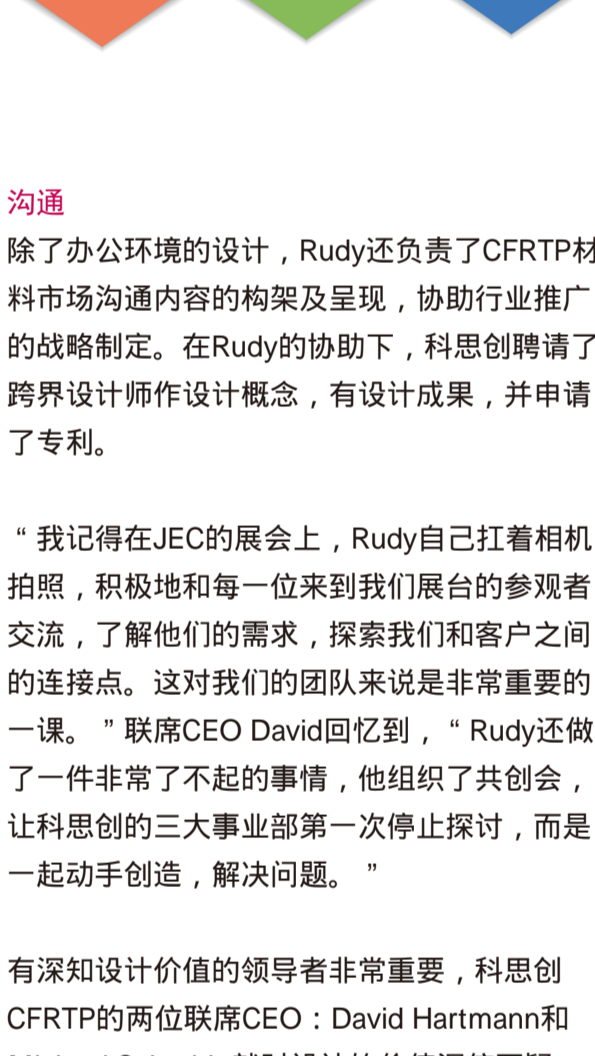 沟通
除了办公环境的设计，Rudy还负责了CFRTP材
料市场沟通内容的构架及呈现，协助行业推广
的战略制定。在Rudy的协助下，科思创聘请了
跨界设计师作设计概念，有设计成果，并申请
了专利。
“我记得在JEC的展会上，Rudy自己扛着相机
拍照，积极地和每一位来到我们展台的参观者
交流，了解他们的需求，探索我们和客户之间
的连接点。这对我们的团队来说是非常重要的
一课。”联席CEO David回忆到，“Rudy还做
了一件非常了不起的事情，他组织了共创会，
让科思创的三大事业部第一次停止探讨，而是
一起动手创造，解决问题。”
有深知设计价值的领导者非常重要，科思创
CFRTP的两位联席CEO：David Hartmann和